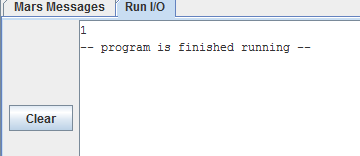 Mars Messages Run I/O
1
-- program is finished running --
Clear